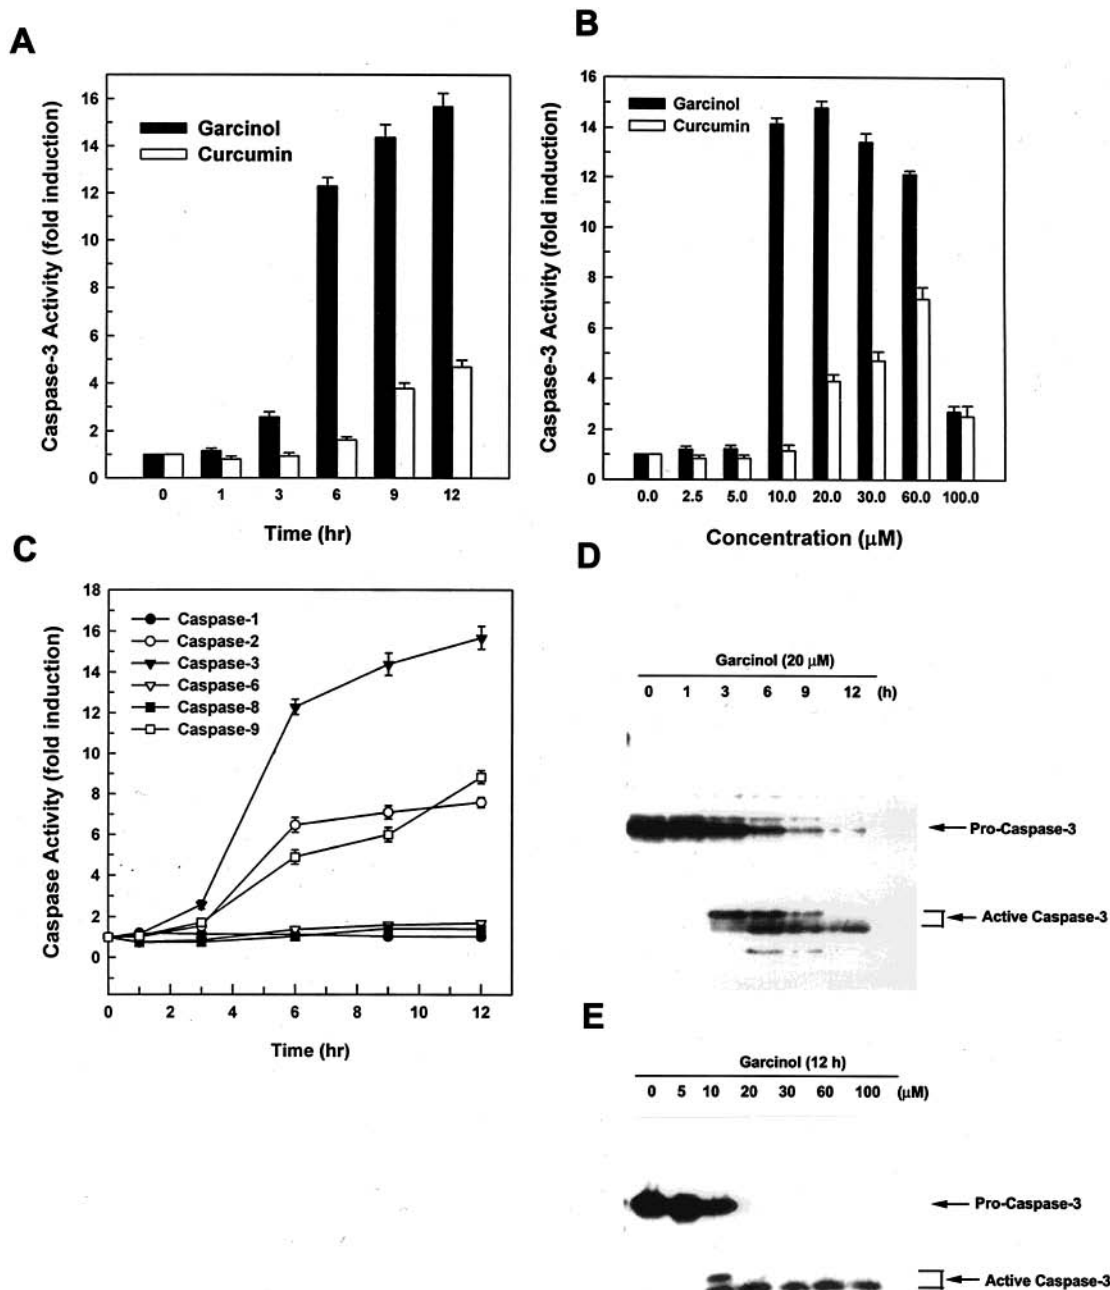 A
Caspase-3 Activity (fold induction)
16
14
12
10
8
6
4
2
1
0
Garcinol
Curcumin
0 1 3 6 9 12
Time (hr)
B
Caspase-3 Activity (fold induction)
16
14
12
10
8
6
4
2
1
0
Garcinol
Curcumin
0.0 2.5 5.0 10.0 20.0 30.0 60.0 100.0
Concentration (μM)
C
Caspase Activity (fold induction)
18
16
14
12
10
8
6
4
2
0
Caspase-1
Caspase-2
Caspase-3
Caspase-6
Caspase-8
Caspase-9
0 2 4 6 8 10 12
Time (hr)
D
Garcinol (20 μM)
0 1 3 6 9 12 (h)
Pro-Caspase-3
Active Caspase-3
E
Garcinol (12 h)
0 5 10 20 30 60 100 (μM)
Pro-Caspase-3
Active Caspase-3